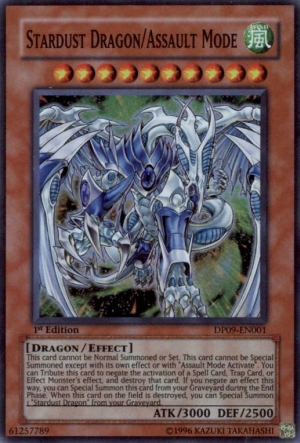 STARDUST DRAGON/ASSAULT MODE
風
1st Edition
DP09-EN001
[DRAGON / EFFECT]
This card cannot be Normal Summoned or Set. This card cannot be Special
Summoned except with its own effect or with "Assault Mode Activate". You
can Tribute this card to negate the activation of a Spell Card, Trap Card, or
Effect Monster's effect, and destroy that card. If you negate an effect this
way, you can Special Summon this card from your Graveyard during the End
Phase. When this card on the field is destroyed, you can Special Summon
1 "Stardust Dragon" from your Graveyard.
ATK/3000 DEF/2500
61257789
©1996 KAZUKI TAKAHASHI